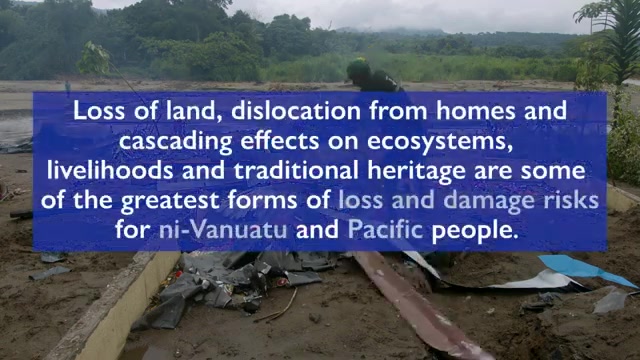 Loss of land, dislocation from homes and
cascading effects on ecosystems,
livelihoods and traditional heritage are some
of the greatest forms of loss and damage risks
for ni-Vanuatu and Pacific people.